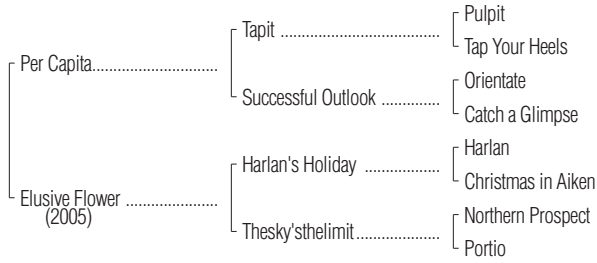 Pulpit
Tapit ..............................
Tap Your Heels
Per Capita.............................
Orientate
Successful Outlook ..............
Catch a Glimpse
Harlan
Harlan's Holiday ..................
Christmas in Aiken
Elusive Flower .....................
(2005)
Northern Prospect
Thesky'sthelimit....................
Portio